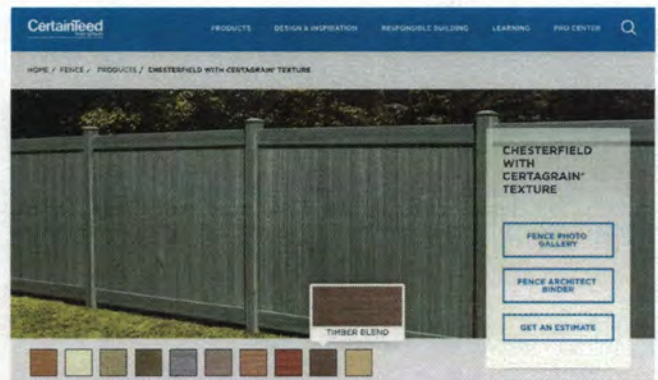 CertainTeed
PRODUCTS DESIGN & INSPIRATION RESPONSIBLE BUILDING LEARNING PRO CENTER
HOME / FENCE / PRODUCTS / CHESTERFIELD WITH CERTAGRAIN® TEXTURE
CHESTERFIELD
WITH
CERTAGRAIN®
TEXTURE
FENCE PHOTO
GALLERY
FENCE ARCHITECT
BINDER
GET AN ESTIMATE
TIMBER BLEND